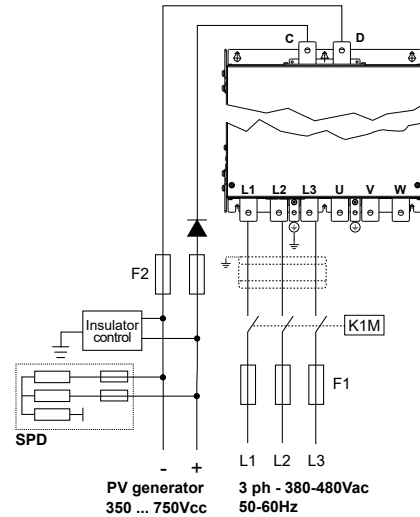 C D
L1 L2 L3 U V W
F2
Insulator
control
K1M
F1
SPD
- +
L1 L2 L3
PV generator
350 ... 750Vcc
3 ph - 380-480Vac
50-60Hz